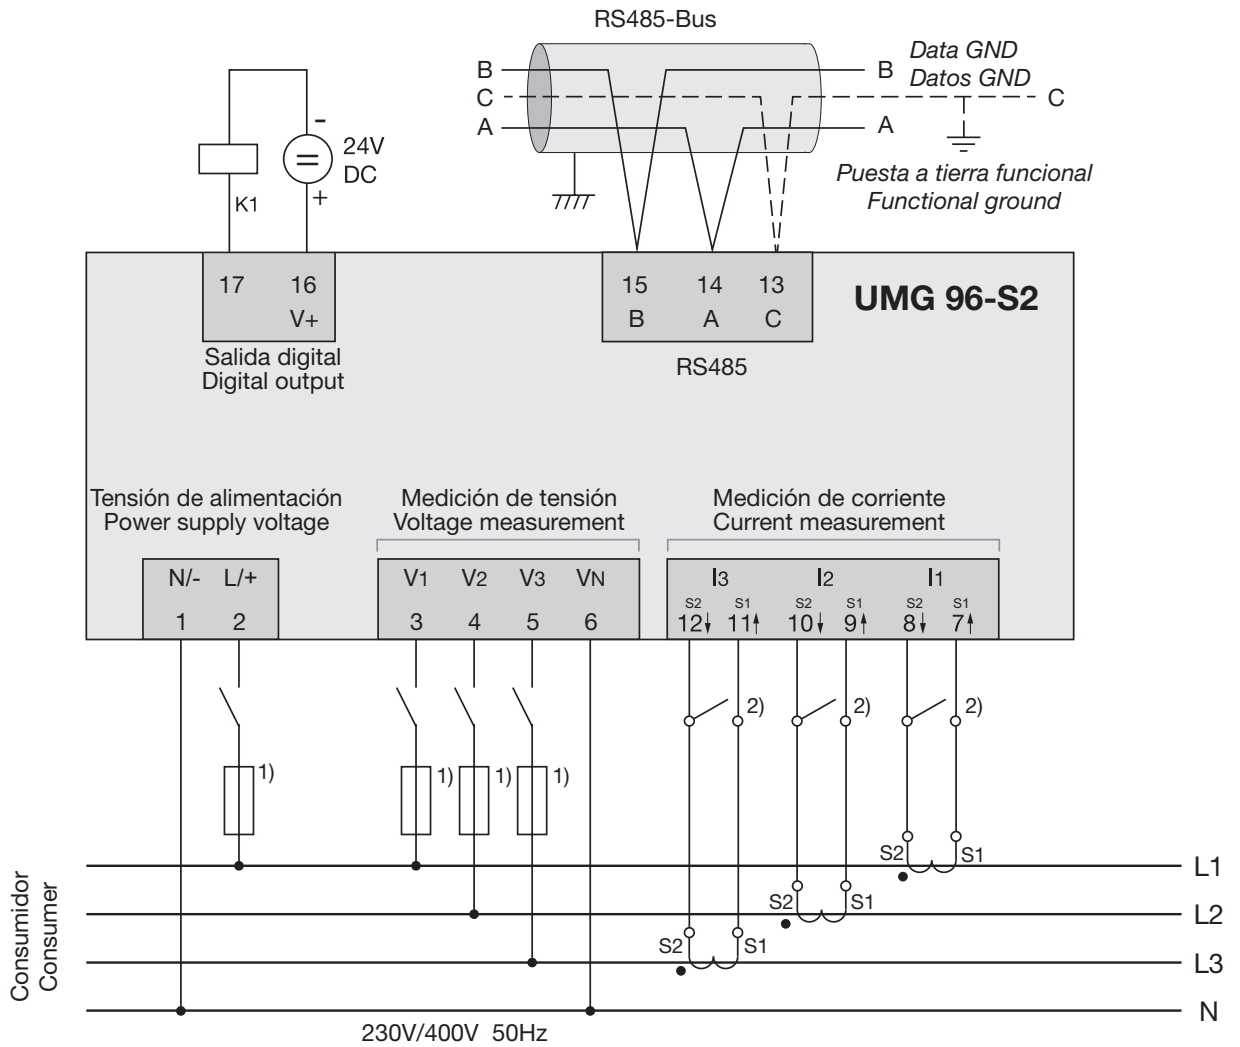 RS485-Bus
B
C
A
B
A
C
Data GND
Datos GND
Puesta a tierra funcional
Functional ground
-
24V
DC
+
K1
17 16
V+
Salida digital
Digital output
15 14 13
B A C
RS485
UMG 96-S2
Tensión de alimentación
Power supply voltage
Medición de tensión
Voltage measurement
Medición de corriente
Current measurement
N/- L/+
1 2
V1 V2 V3 VN
3 4 5 6
I3 I2 I1
S2 S1 S2 S1 S2 S1
12 11 10 9 8 7
2) 2) 2)
1) 1) 1) 1)
S2 S1
L1
S2 S1
L2
S2 S1
L3
N
Consumidor
Consumer
230V/400V 50Hz